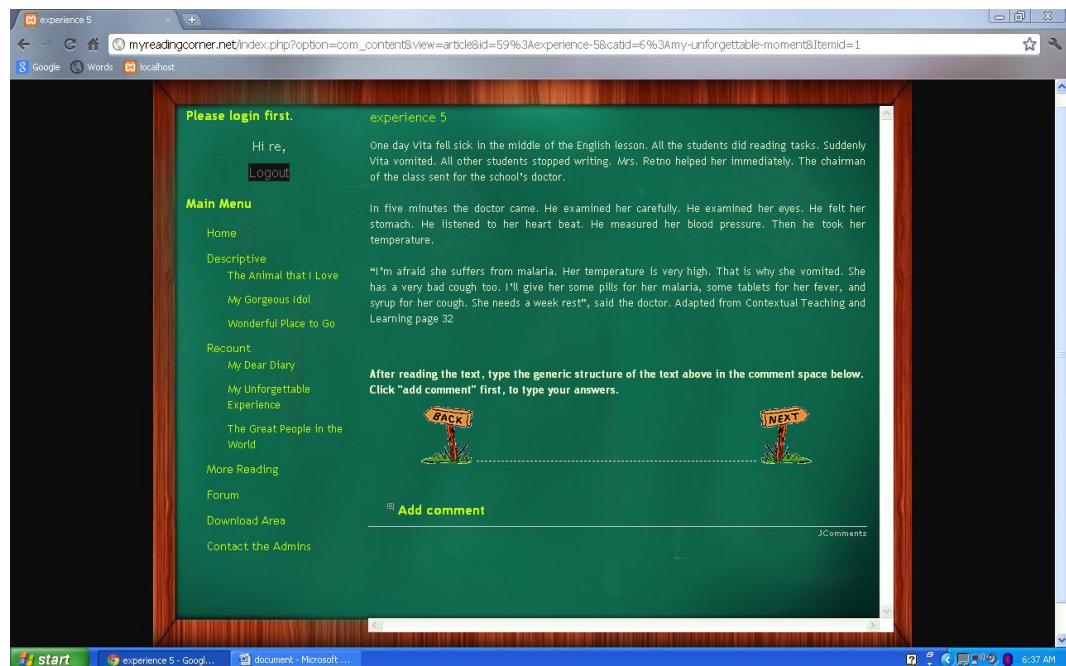 experience 5
myreadingcorner.net/index.php?option=com_content&view=article&id=59%3Aexperience-5&catid=6%3Amy-unforgettable-moment&Itemid=1
Google Words localhost
Please login first.
Hi re,
Logout
Main Menu
Home
Descriptive
The Animal that I Love
My Gorgeous Idol
Wonderful Place to Go
Recount
My Dear Diary
My Unforgettable
Experience
The Great People in the
World
More Reading
Forum
Download Area
Contact the Admins
experience 5
One day Vita fell sick in the middle of the English lesson. All the students did reading tasks. Suddenly
Vita vomited. All other students stopped writing. Mrs. Retno helped her immediately. The chairman
of the class sent for the school's doctor.
In five minutes the doctor came. He examined her carefully. He examined her eyes. He felt her
stomach. He listened to her heart beat. He measured her blood pressure. Then he took her
temperature.
“I'm afraid she suffers from malaria. Her temperature is very high. That is why she vomited. She
has a very bad cough too. I'll give her some pills for her malaria, some tablets for her fever, and
syrup for her cough. She needs a week rest”, said the doctor. Adapted from Contextual Teaching and
Learning page 32
After reading the text, type the generic structure of the text above in the comment space below.
Click "add comment" first, to type your answers.
BACK NEXT
Add comment
JComments
start experience 5 - Googl... document - Microsoft ... 6:37 AM